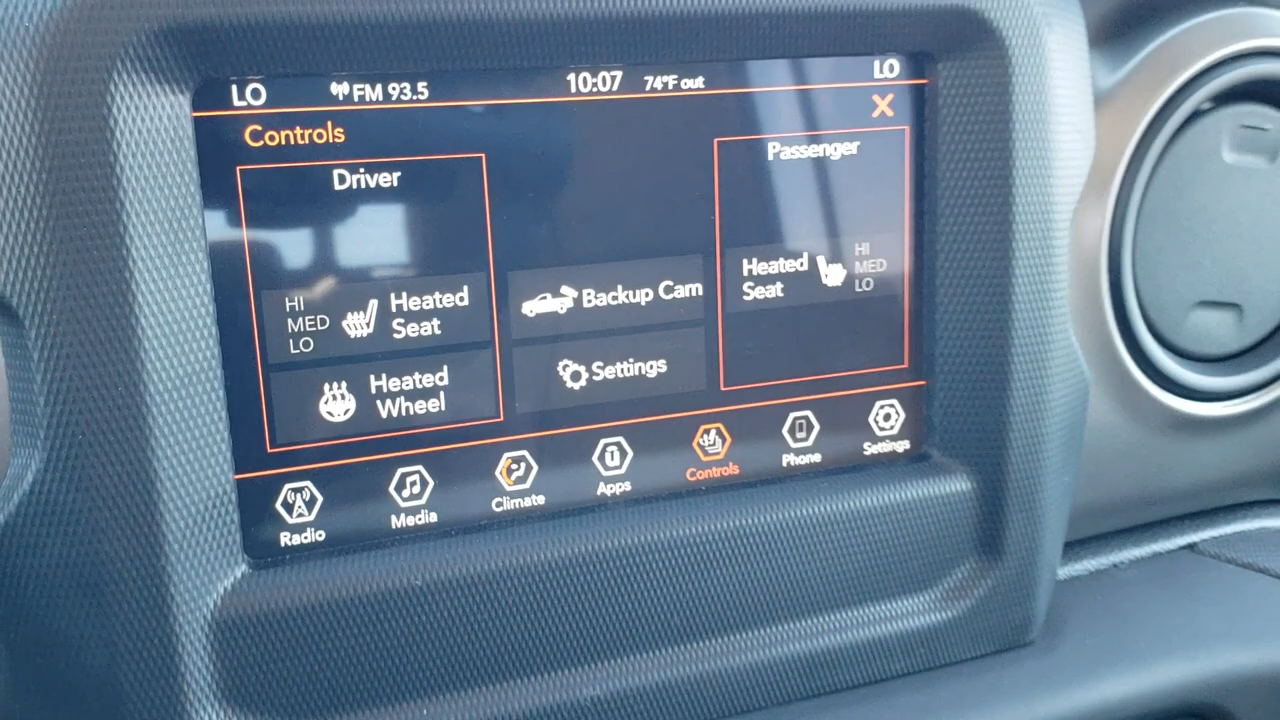 LO FM 93.5 10:07 74°F out LO
Controls X
Driver
HI
MED
LO
Heated
Seat
Heated
Wheel
Backup Cam
Settings
Passenger
Heated
Seat
HI
MED
LO
Radio
Media
Climate
Apps
Controls
Phone
Settings